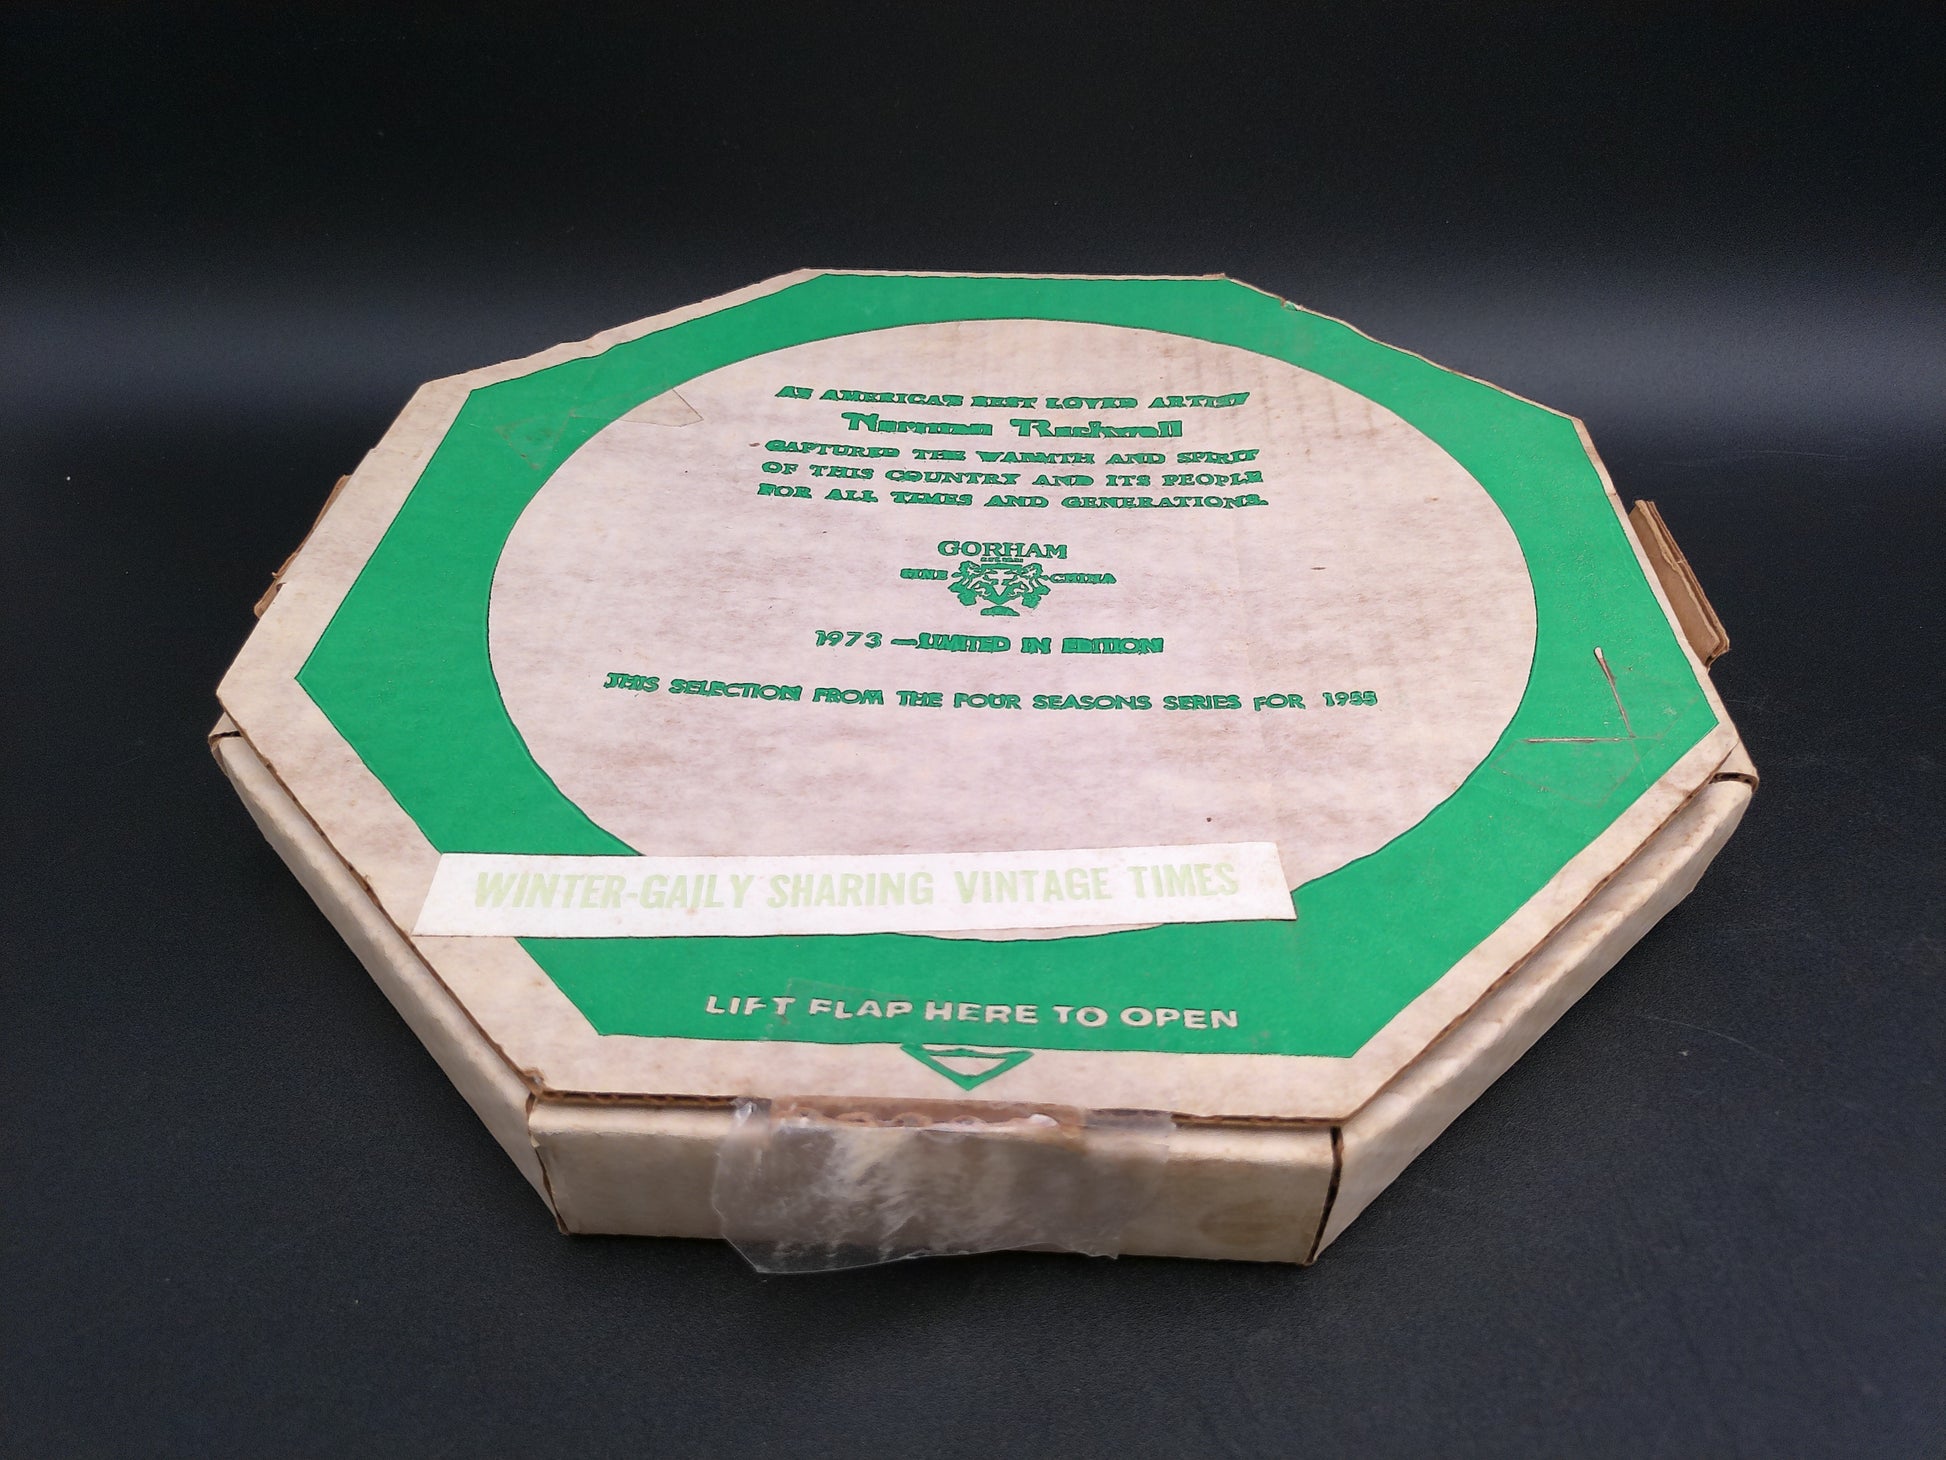 AS AMERICA'S BEST LOVED ARTIST
Norman Rockwell
CAPTURED THE WARMTH AND SPIRIT
OF THIS COUNTRY AND ITS PEOPLE
FOR ALL TIMES AND GENERATIONS.
GORHAM
FINE CHINA
1973 — LIMITED IN EDITION
THIS SELECTION FROM THE FOUR SEASONS SERIES FOR 1955
WINTER-GAILY SHARING VINTAGE TIMES
LIFT FLAP HERE TO OPEN